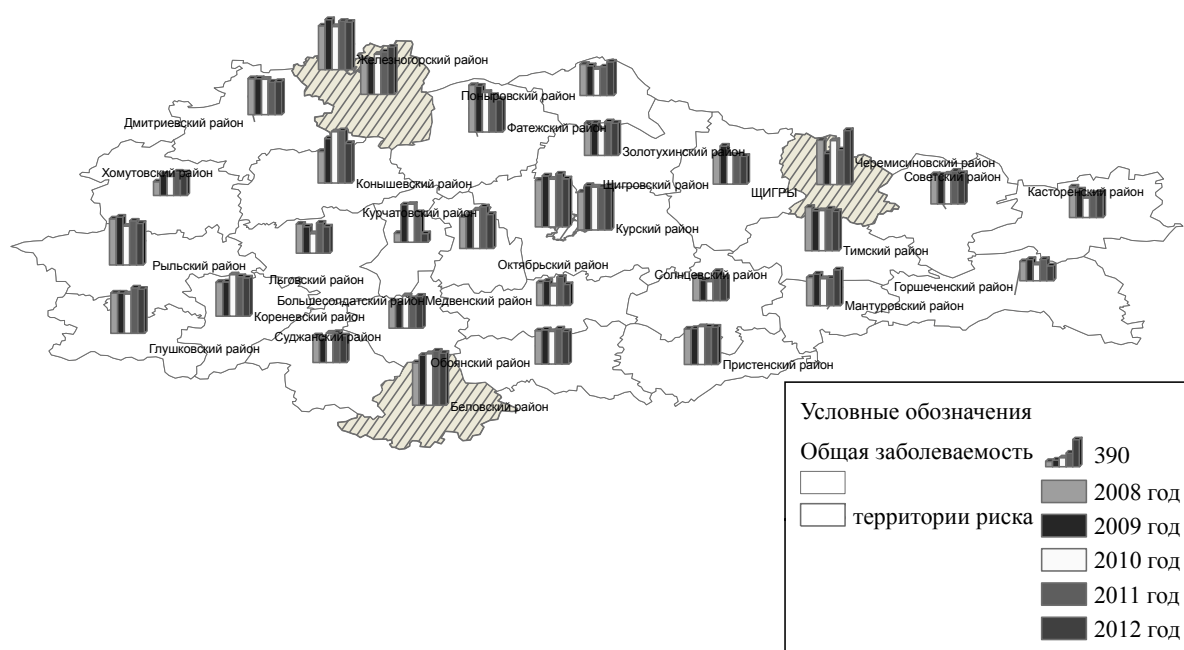 Железногорский район
Поныровский район
Дмитриевский район
Фатежский район
Золотухинский район
Черемисиновский район
Хомутовский район
Конышевский район
Щигровский район
ЩИГРЫ
Советский район
Касторенский район
Курчатовский район
Курский район
Тимский район
Рыльский район
Льговский район
Октябрьский район
Солнцевский район
Горшеченский район
Большесолдатский район
Медвенский район
Мантуровский район
Кореневский район
Суджанский район
Глушковский район
Обоянский район
Пристенский район
Беловский район
Условные обозначения
Общая заболеваемость
390
2008 год
территории риска
2009 год
2010 год
2011 год
2012 год